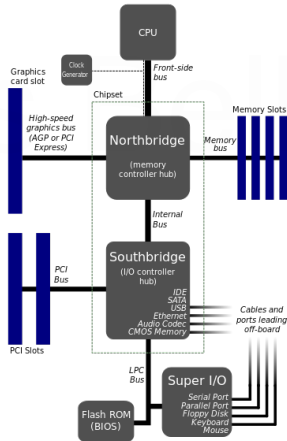 CPU
Graphics
card slot
Clock
Generator
Front-side
bus
Chipset
Memory Slots
High-speed
graphics bus
(AGP or PCI
Express)
Northbridge
(memory
controller hub)
Memory
bus
Internal
Bus
Southbridge
(I/O controller
hub)
PCI
Bus
IDE
SATA
USB
Ethernet
Audio Codec
CMOS Memory
Cables and
ports leading
off-board
PCI Slots
LPC
Bus
Super I/O
Serial Port
Parallel Port
Floppy Disk
Keyboard
Mouse
Flash ROM
(BIOS)